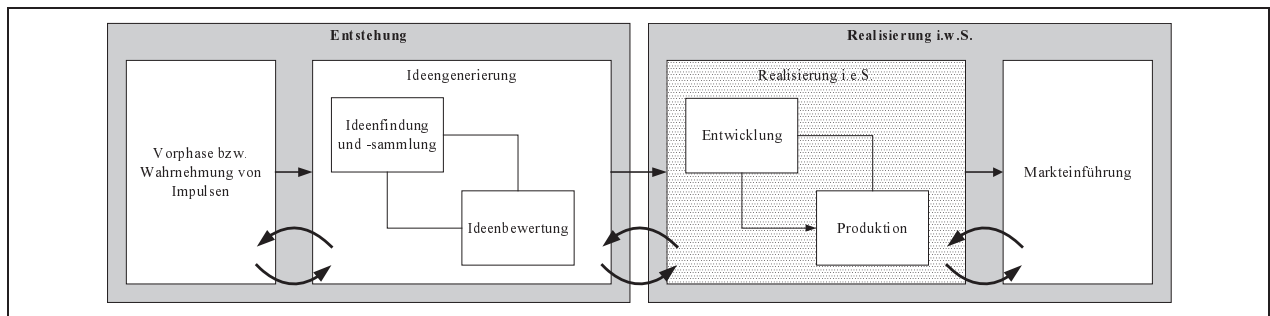 Entstehung
Vorphase bzw.
Wahrnehmung von
Impulsen
Ideengenerierung
Ideenfindung
und -sammlung
Ideenbewertung
Realisierung i.w.S.
Realisierung i.e.S.
Entwicklung
Produktion
Markteinführung